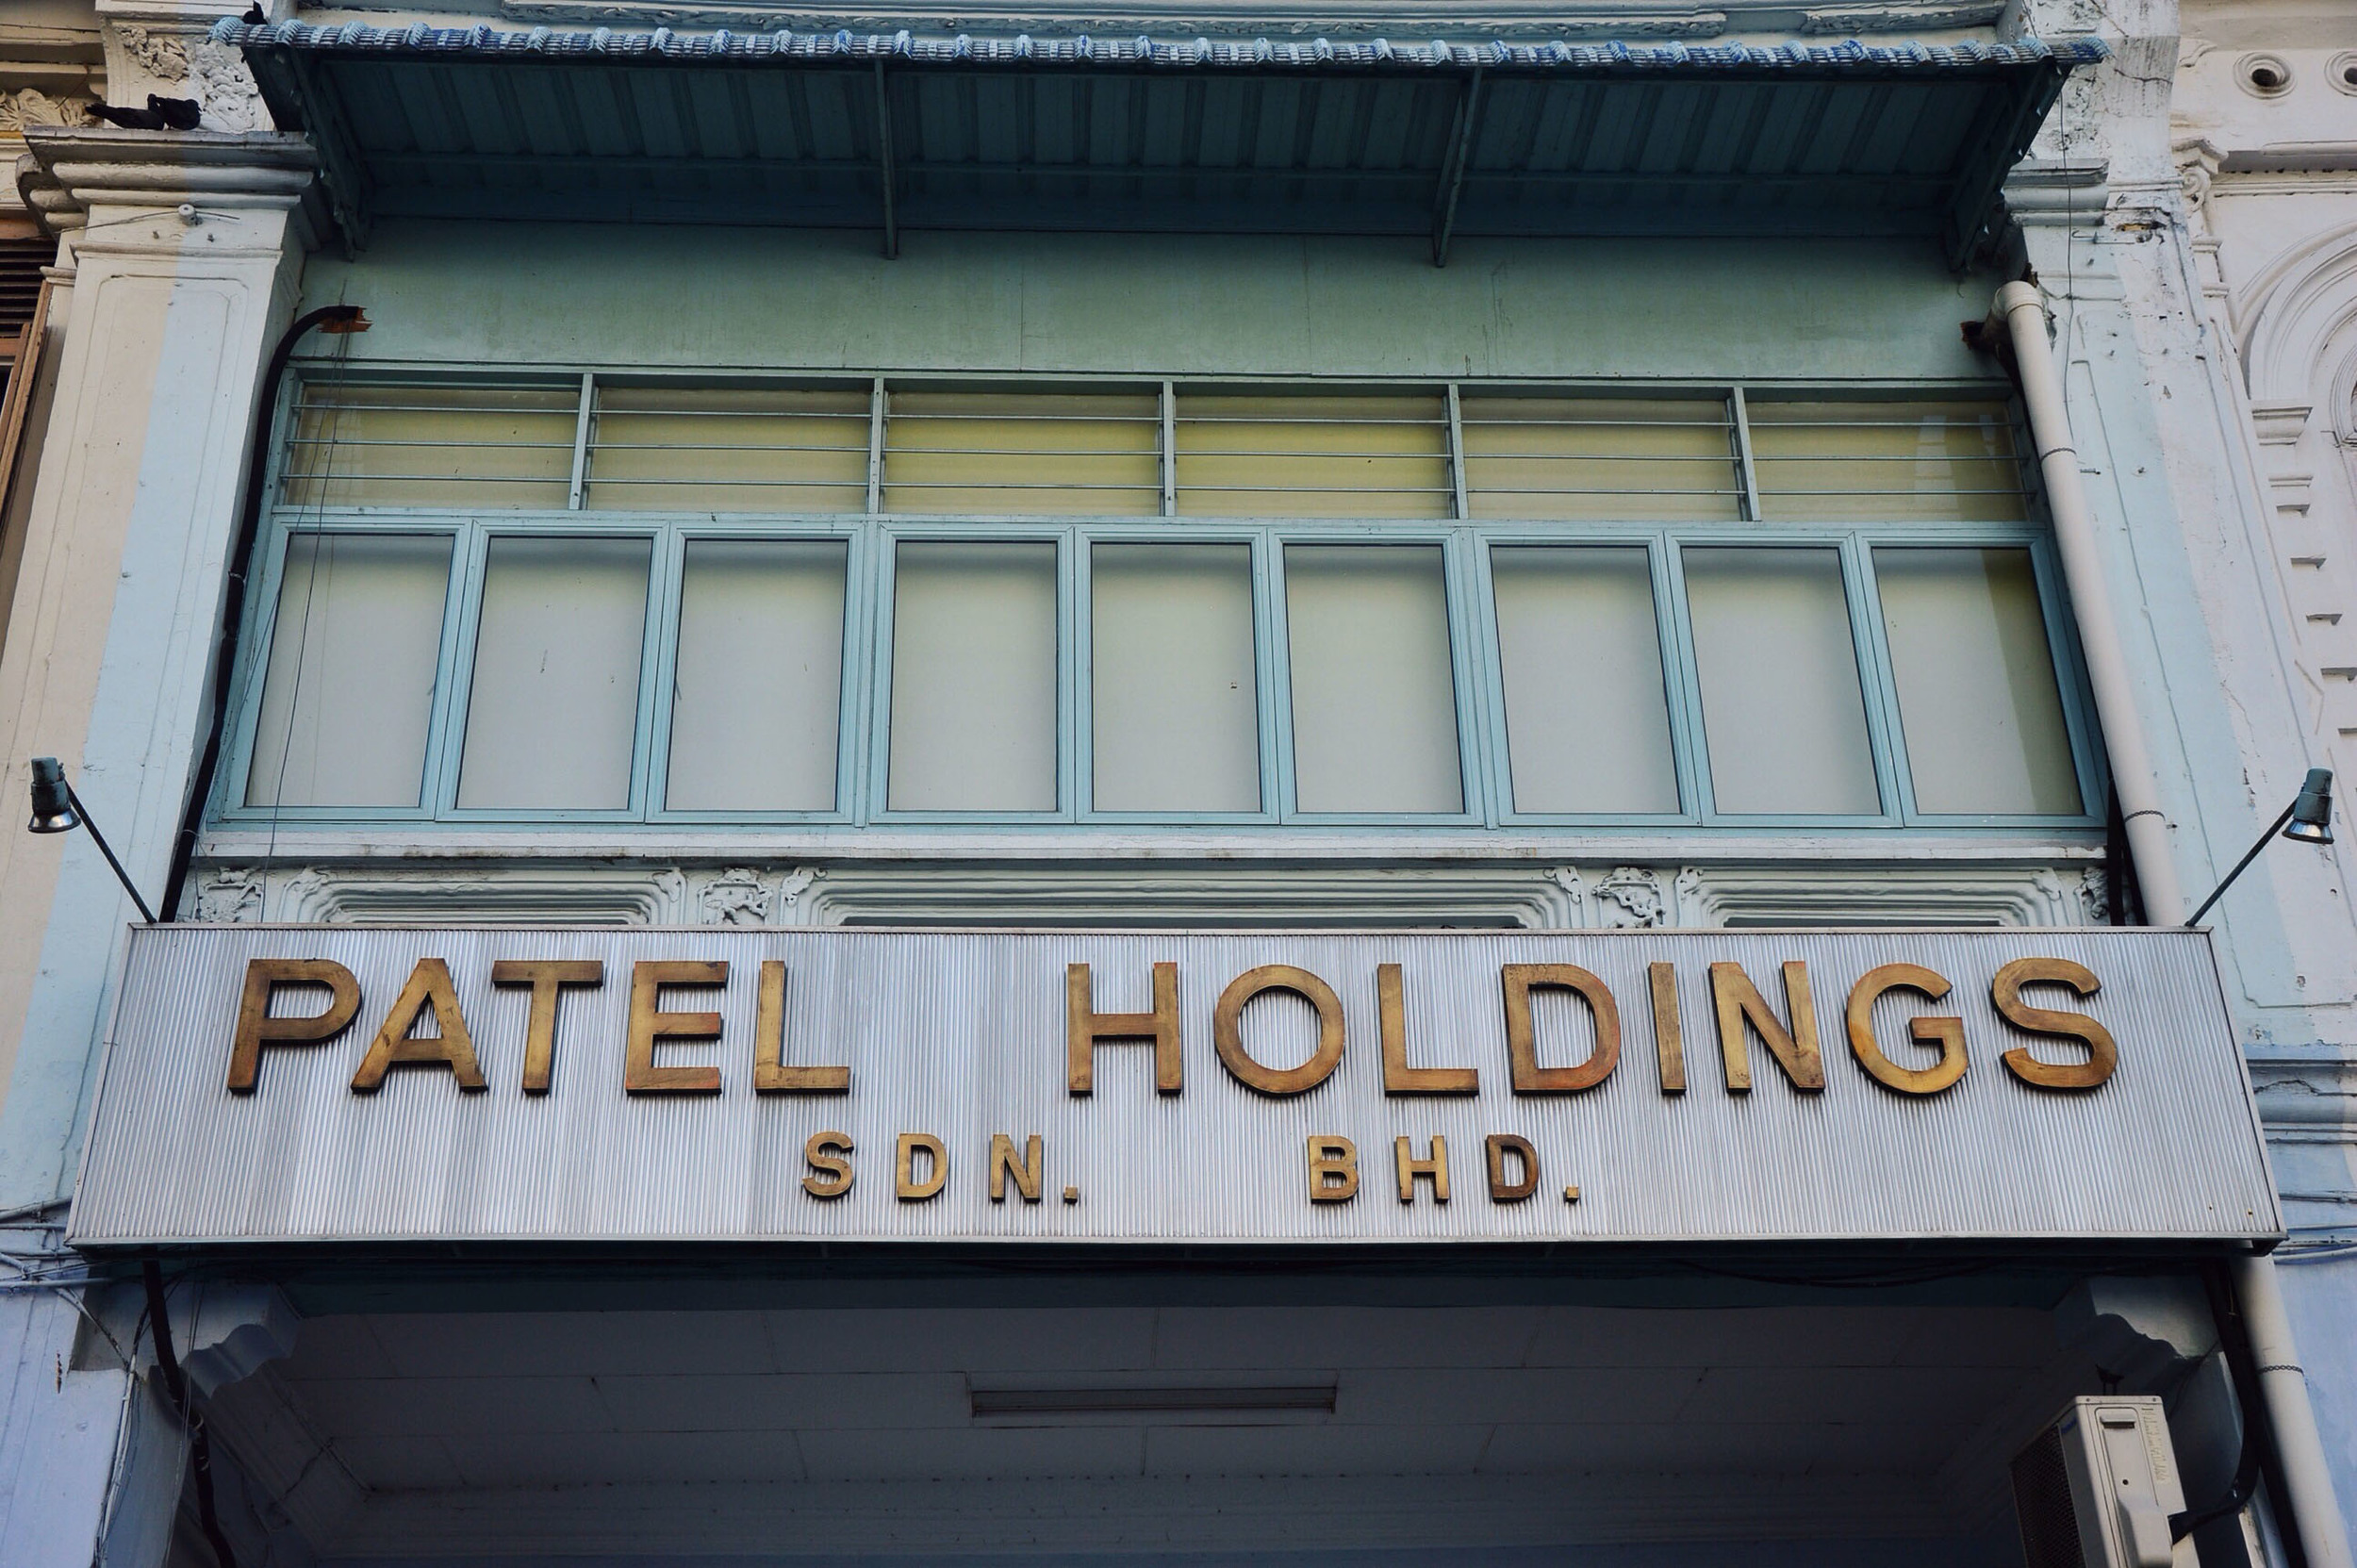 PATEL HOLDINGS
SDN. BHD.